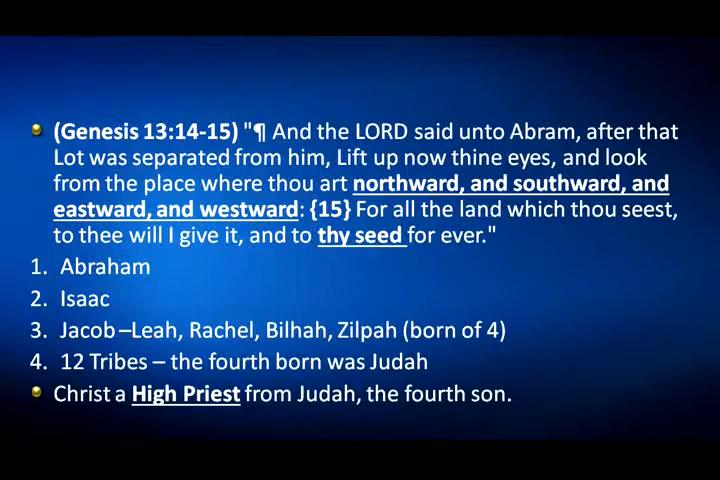 (Genesis 13:14-15) "¶ And the LORD said unto Abram, after that
Lot was separated from him, Lift up now thine eyes, and look
from the place where thou art northward, and southward, and
eastward, and westward: {15} For all the land which thou seest,
to thee will I give it, and to thy seed for ever."
1. Abraham
2. Isaac
3. Jacob –Leah, Rachel, Bilhah, Zilpah (born of 4)
4. 12 Tribes – the fourth born was Judah
Christ a High Priest from Judah, the fourth son.